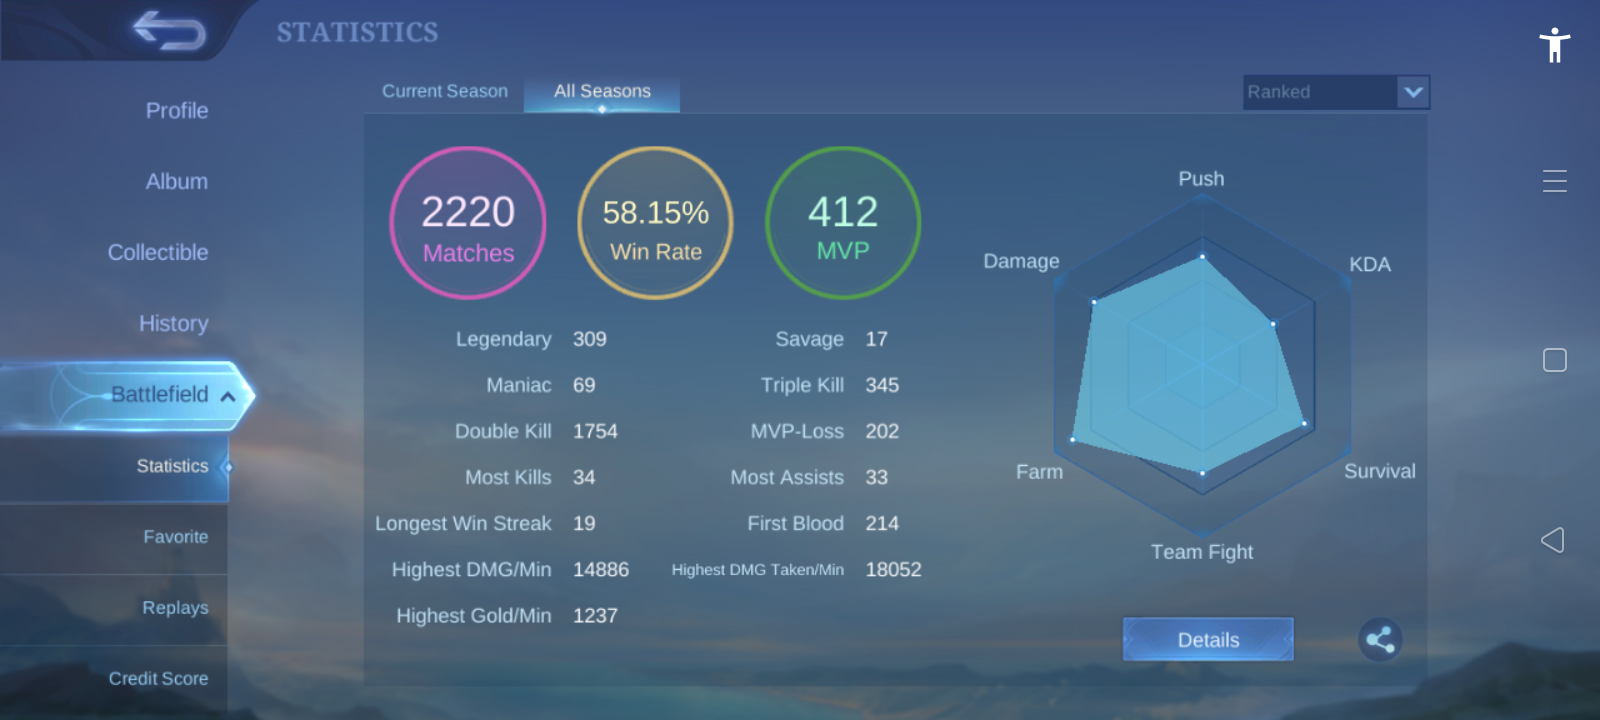 STATISTICS
Current Season
All Seasons
Ranked
Profile
Album
Collectible
History
Battlefield
Statistics
Favorite
Replays
Credit Score
2220
Matches
58.15%
Win Rate
412
MVP
Legendary 309
Savage 17
Maniac 69
Triple Kill 345
Double Kill 1754
MVP-Loss 202
Most Kills 34
Most Assists 33
Longest Win Streak 19
First Blood 214
Highest DMG/Min 14886
Highest DMG Taken/Min 18052
Highest Gold/Min 1237
Push
Damage
KDA
Farm
Survival
Team Fight
Details